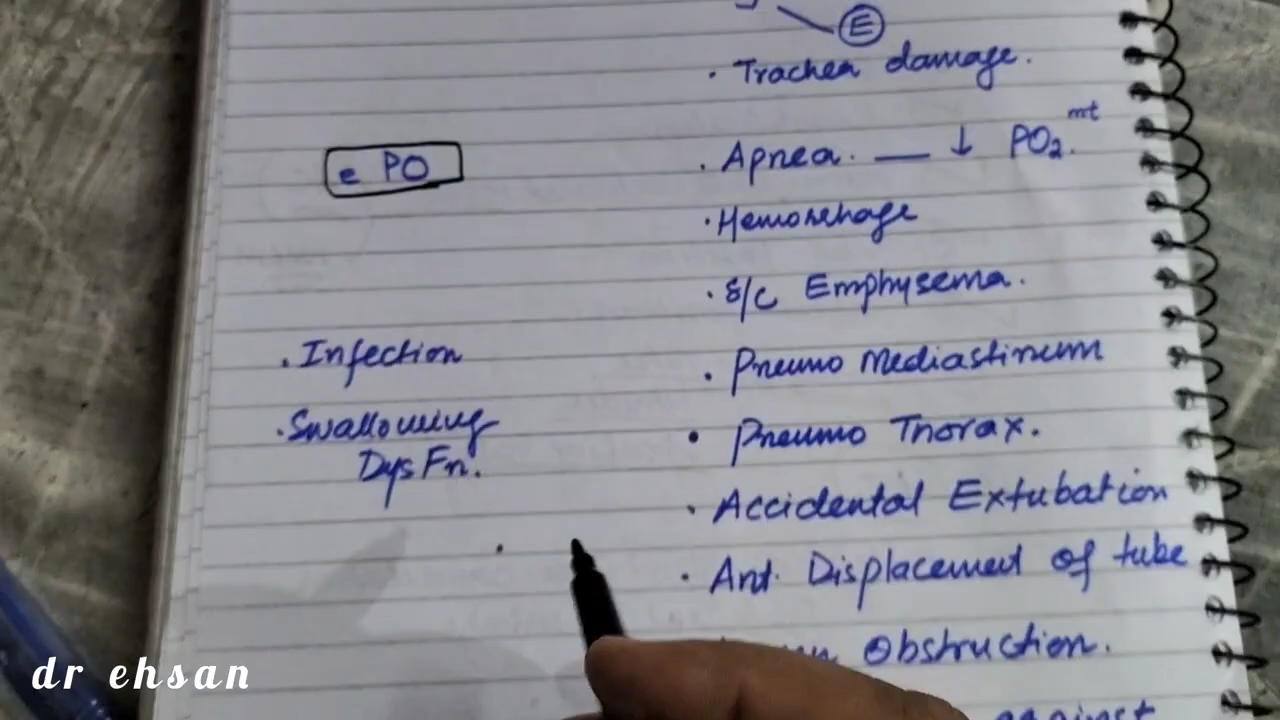 E
. Trachea damage.
. Apnea. — ↓ PO₂ mt.
e PO
. Hemorrhage
. S/C Emphysema.
. Pneumo Mediastinum
. Infection
. Pneumo Thorax.
. Swallowing
Dys Fn.
. Accidental Extubation
. Ant. Displacement of tube
Obstruction.
against
dr ehsan